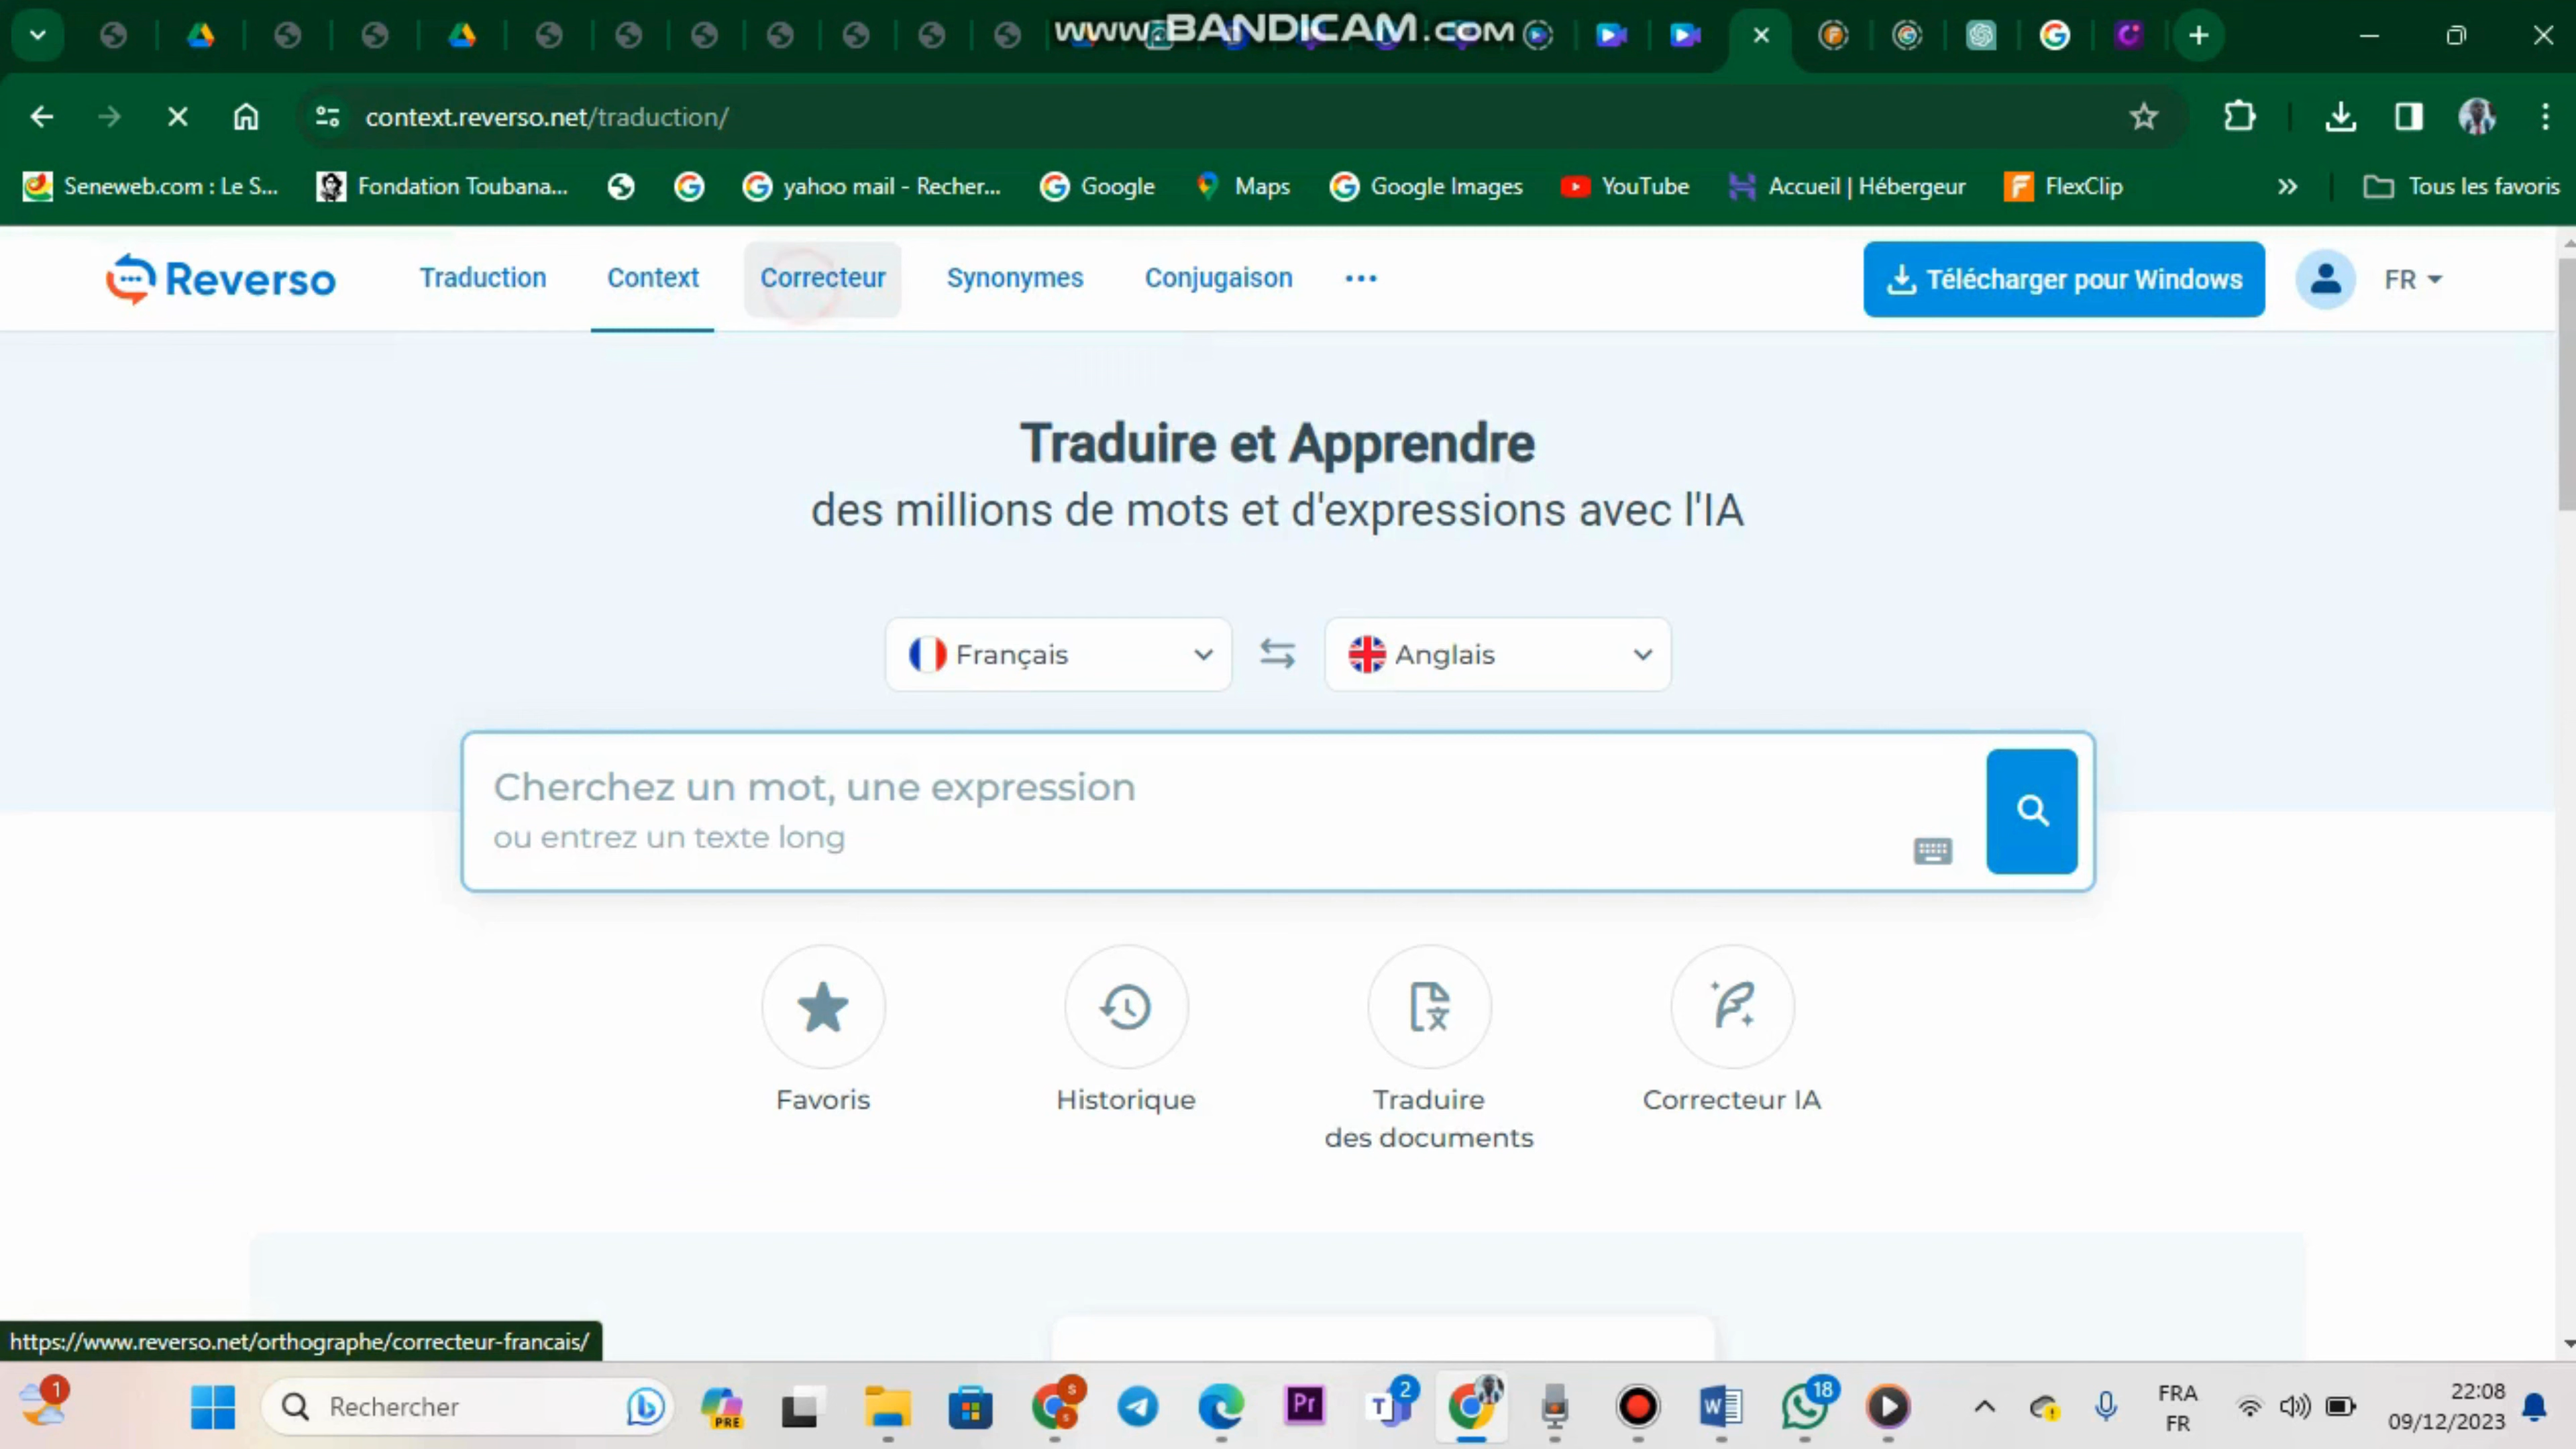 www.BANDICAM.com
context.reverso.net/traduction/
Seneweb.com : Le S...
Fondation Toubana...
yahoo mail - Recher...
Google
Maps
Google Images
YouTube
Accueil | Hébergeur
FlexClip
Tous les favoris
Reverso
Traduction
Context
Correcteur
Synonymes
Conjugaison
Télécharger pour Windows
FR
Traduire et Apprendre
des millions de mots et d'expressions avec l'IA
Français
Anglais
Cherchez un mot, une expression
ou entrez un texte long
Favoris
Historique
Traduire
des documents
Correcteur IA
https://www.reverso.net/orthographe/correcteur-francais/
1
Rechercher
PRE
S
S
Pr
T
2
W
18
FRA
FR
22:08
09/12/2023